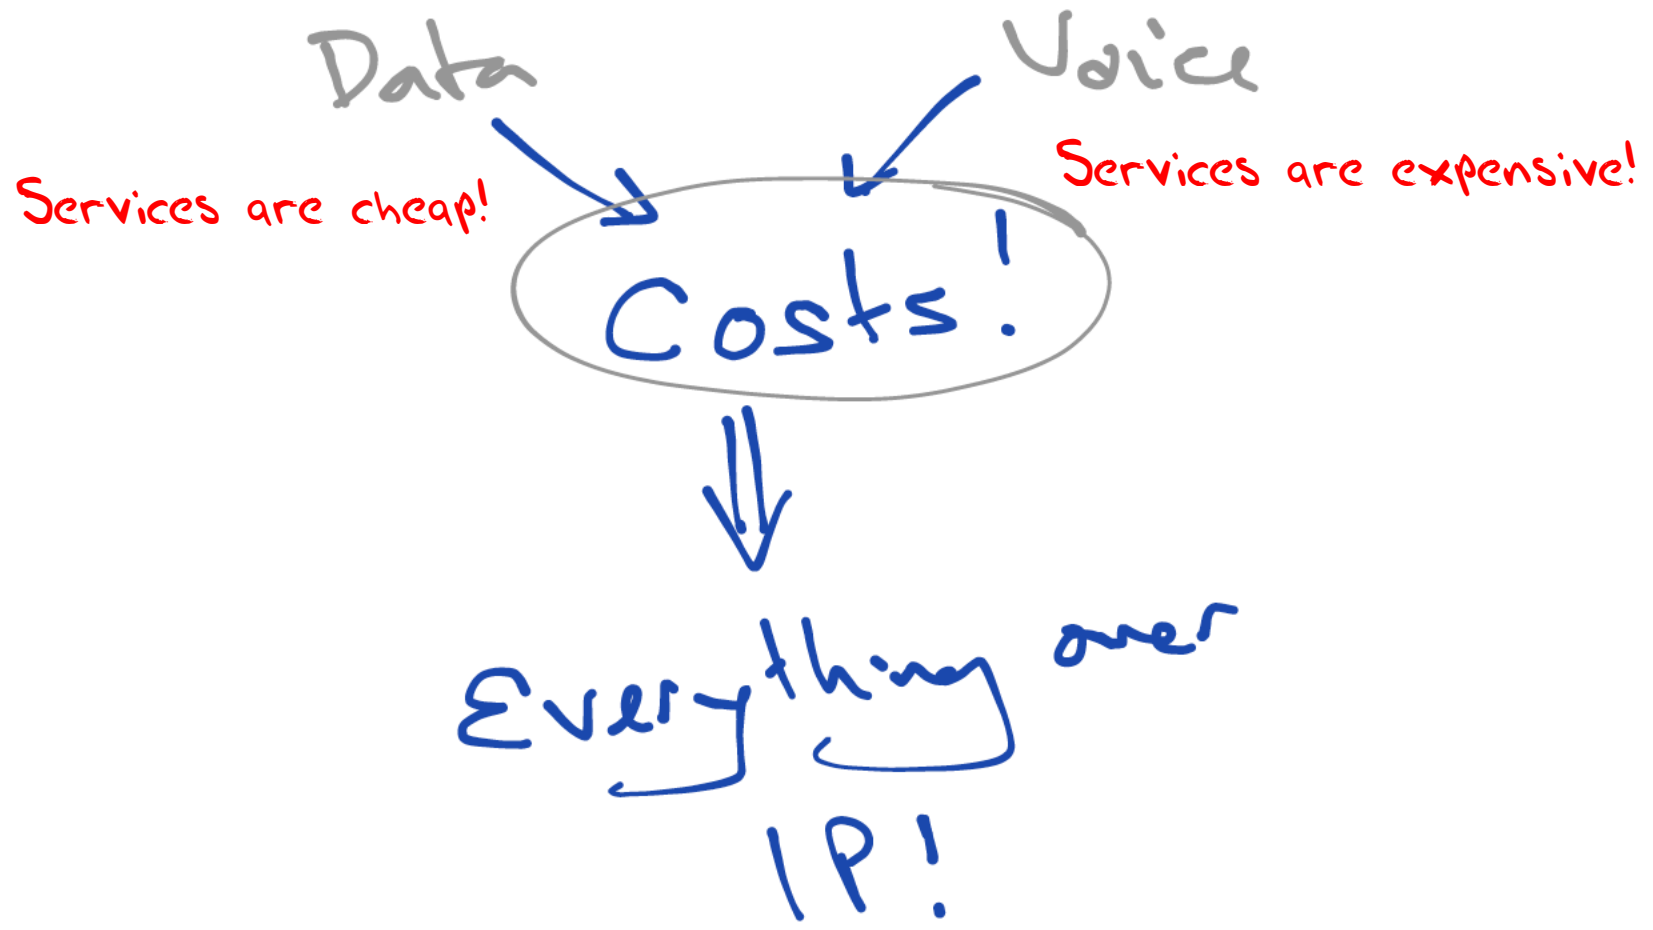 Data
Voice
Services are cheap!
Services are expensive!
Costs!
Everything over
IP!